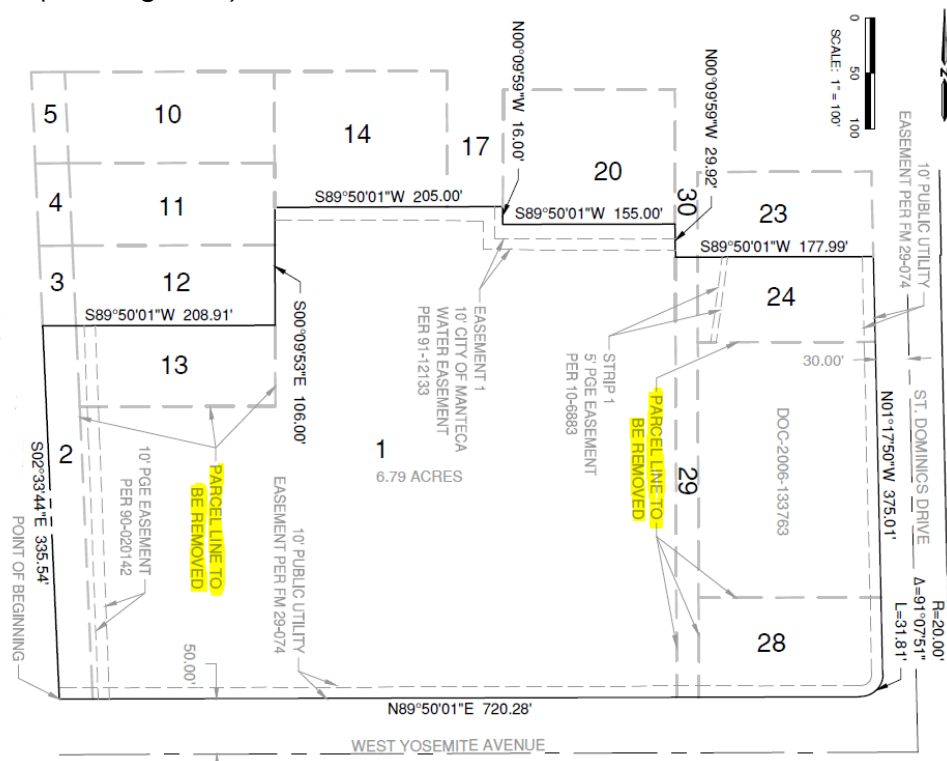 N00°09'59"W 16.00'
N00°09'59"W 29.92'
0 50 100
SCALE: 1" = 100'
10' PUBLIC UTILITY
EASEMENT PER FM 29-074
5
10
14
17
20
30
23
4
11
S89°50'01"W 205.00'
S89°50'01"W 155.00'
S89°50'01"W 177.99'
3
12
S89°50'01"W 208.91'
S00°09'53"E 106.00'
EASEMENT 1
10' CITY OF MANTECA
WATER EASEMENT
PER 91-12133
STRIP 1
5' PGE EASEMENT
PER 10-6883
24
30.00'
13
2
1
6.79 ACRES
PARCEL LINE TO
BE REMOVED
29
DOC-2006-133763
N01°17'50"W 375.01'
ST. DOMINICS DRIVE
S02°33'44"E 335.54'
10' PGE EASEMENT
PER 90-020142
PARCEL LINE TO
BE REMOVED
10' PUBLIC UTILITY
EASEMENT PER FM 29-074
28
R=20.00'
Δ=91°07'51"
L=31.81'
POINT OF BEGINNING
50.00'
N89°50'01"E 720.28'
WEST YOSEMITE AVENUE